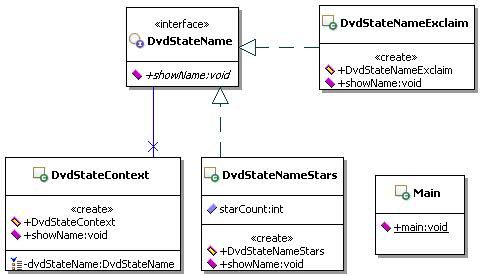 «interface»
DvdStateName
+showName:void
DvdStateNameExclaim
«create»
+DvdStateNameExclaim
+showName:void
DvdStateContext
«create»
+DvdStateContext
+showName:void
-dvdStateName:DvdStateName
DvdStateNameStars
starCount:int
«create»
+DvdStateNameStars
+showName:void
Main
+main:void